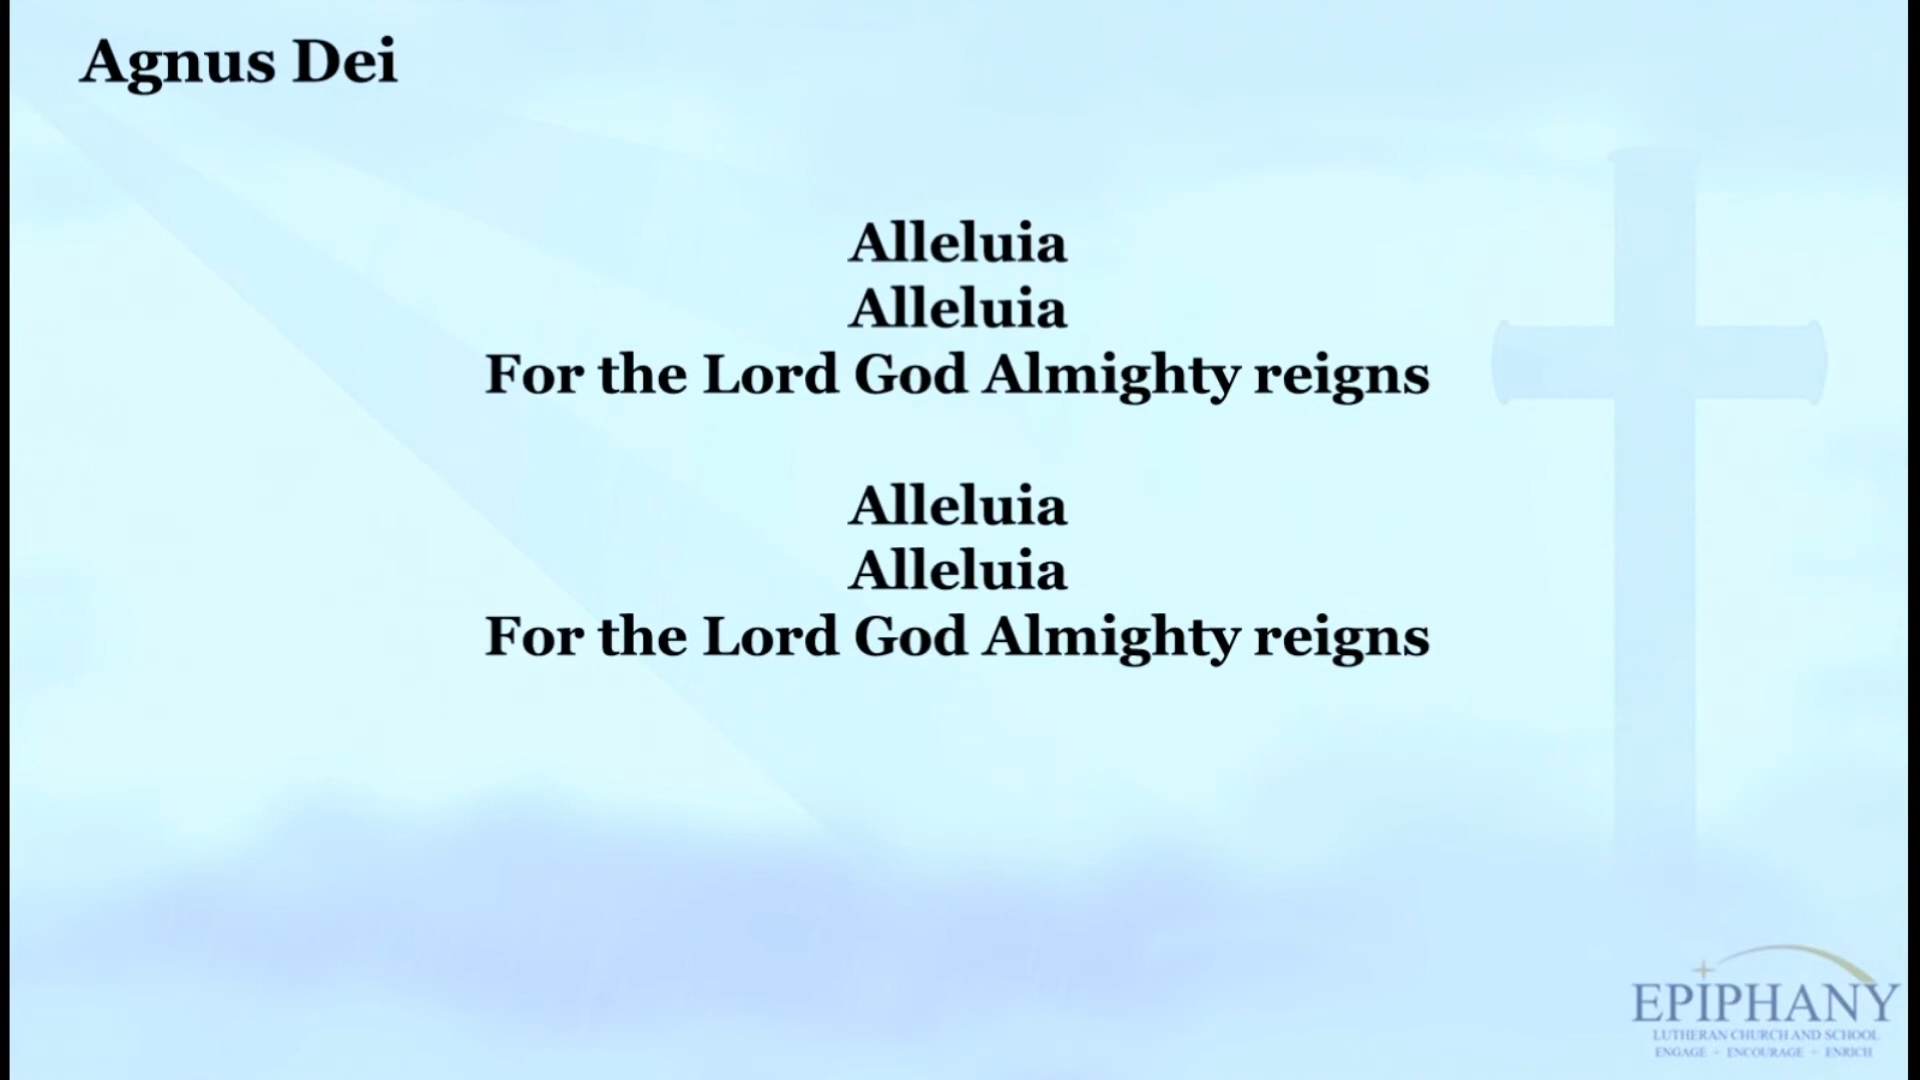 Agnus Dei
Alleluia
Alleluia
For the Lord God Almighty reigns
Alleluia
Alleluia
For the Lord God Almighty reigns
EPIPHANY
LUTHERAN CHURCH AND SCHOOL
ENGAGE - ENCOURAGE - ENRICH